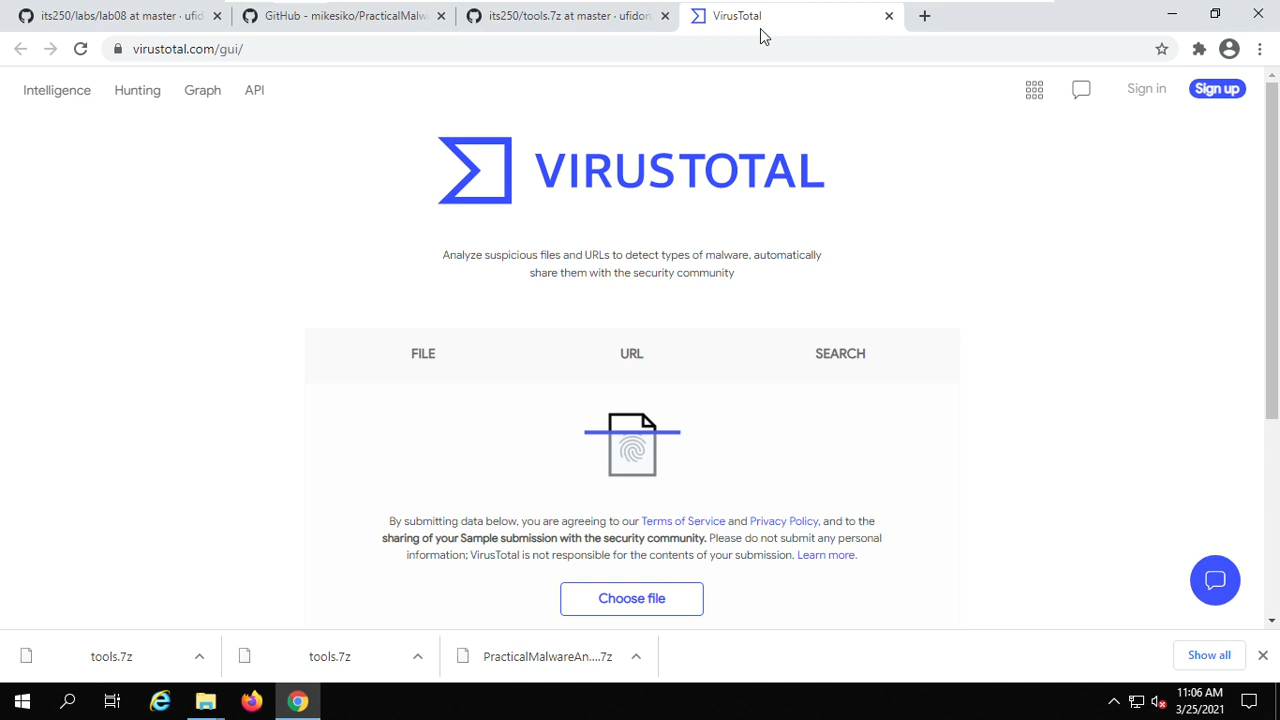 its250/labs/lab08 at master · ufid
GitHub - mikesiko/PracticalMalw
its250/tools.7z at master · ufidon
VirusTotal
virustotal.com/gui/
Intelligence
Hunting
Graph
API
Sign in
Sign up
VIRUSTOTAL
Analyze suspicious files and URLs to detect types of malware, automatically
share them with the security community
FILE
URL
SEARCH
By submitting data below, you are agreeing to our Terms of Service and Privacy Policy, and to the
sharing of your Sample submission with the security community. Please do not submit any personal
information; VirusTotal is not responsible for the contents of your submission. Learn more.
Choose file
tools.7z
tools.7z
PracticalMalwareAn....7z
Show all
11:06 AM
3/25/2021